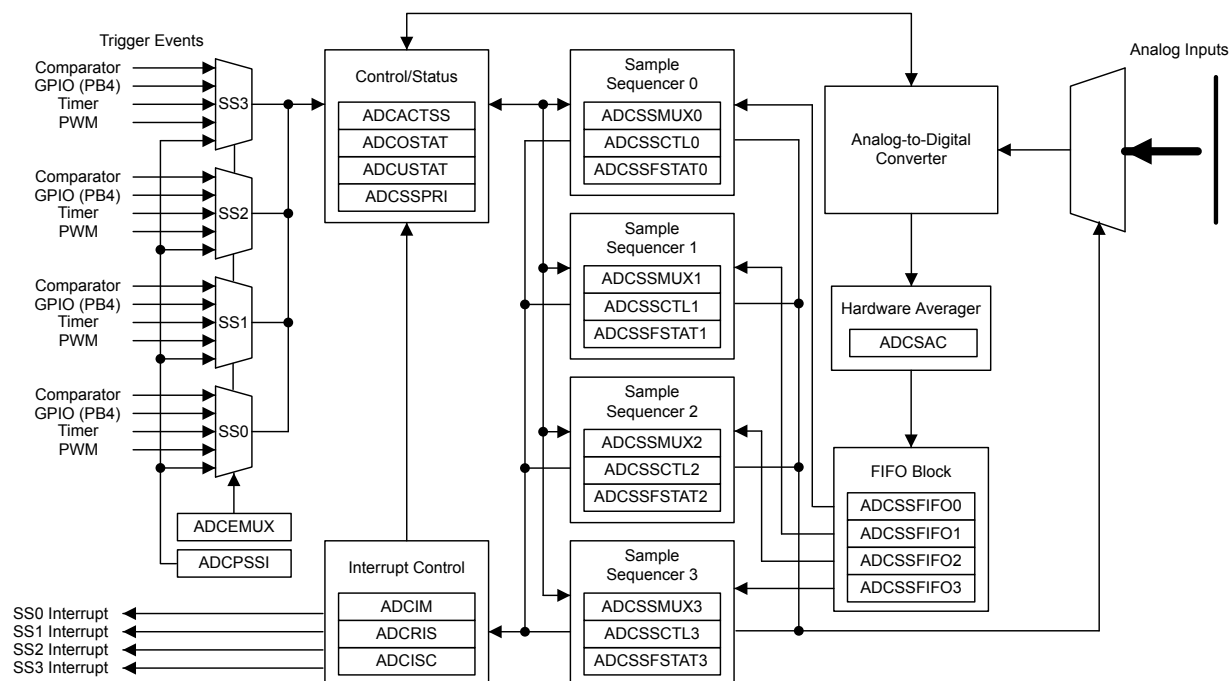 Trigger Events
Comparator
GPIO (PB4)
Timer
PWM
SS3
Comparator
GPIO (PB4)
Timer
PWM
SS2
Comparator
GPIO (PB4)
Timer
PWM
SS1
Comparator
GPIO (PB4)
Timer
PWM
SS0
ADCEMUX
ADCPSSI
SS0 Interrupt
SS1 Interrupt
SS2 Interrupt
SS3 Interrupt
Control/Status
ADCACTSS
ADCOSTAT
ADCUSTAT
ADCSSPRI
Interrupt Control
ADCIM
ADCRIS
ADCISC
Sample
Sequencer 0
ADCSSMUX0
ADCSSCTL0
ADCSSFSTAT0
Sample
Sequencer 1
ADCSSMUX1
ADCSSCTL1
ADCSSFSTAT1
Sample
Sequencer 2
ADCSSMUX2
ADCSSCTL2
ADCSSFSTAT2
Sample
Sequencer 3
ADCSSMUX3
ADCSSCTL3
ADCSSFSTAT3
Analog-to-Digital
Converter
Hardware Averager
ADCSAC
FIFO Block
ADCSSFIFO0
ADCSSFIFO1
ADCSSFIFO2
ADCSSFIFO3
Analog Inputs